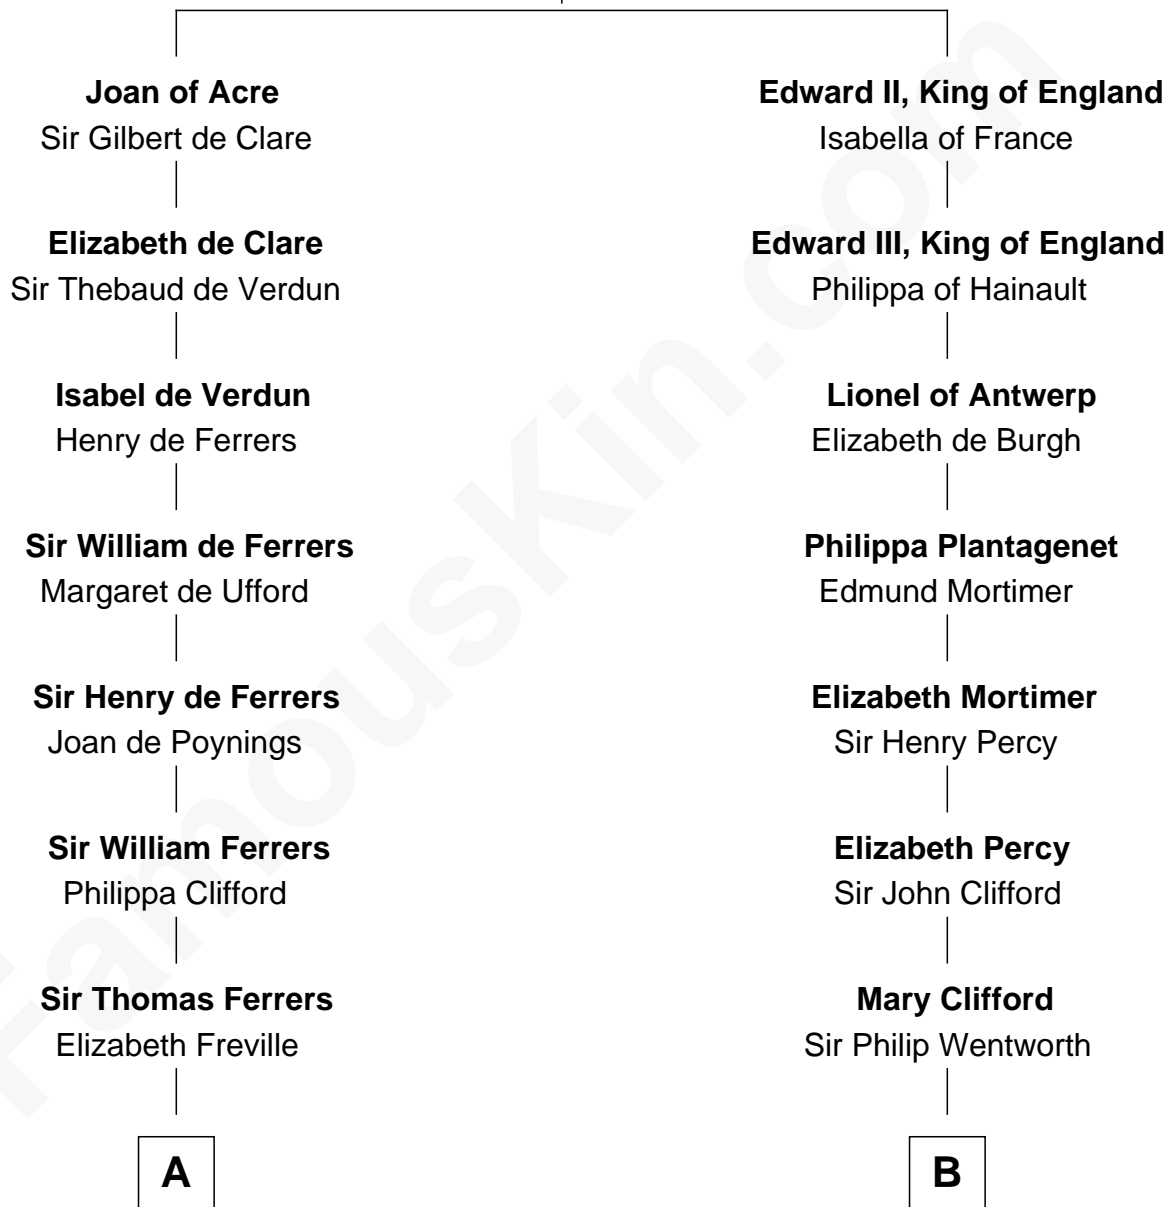 Joan of Acre
Sir Gilbert de Clare
Elizabeth de Clare
Sir Thebaud de Verdun
Isabel de Verdun
Henry de Ferrers
Sir William de Ferrers
Margaret de Ufford
Sir Henry de Ferrers
Joan de Poynings
Sir William Ferrers
Philippa Clifford
Sir Thomas Ferrers
Elizabeth Freville
A
Edward II, King of England
Isabella of France
Edward III, King of England
Philippa of Hainault
Lionel of Antwerp
Elizabeth de Burgh
Philippa Plantagenet
Edmund Mortimer
Elizabeth Mortimer
Sir Henry Percy
Elizabeth Percy
Sir John Clifford
Mary Clifford
Sir Philip Wentworth
B
FamousKin.com